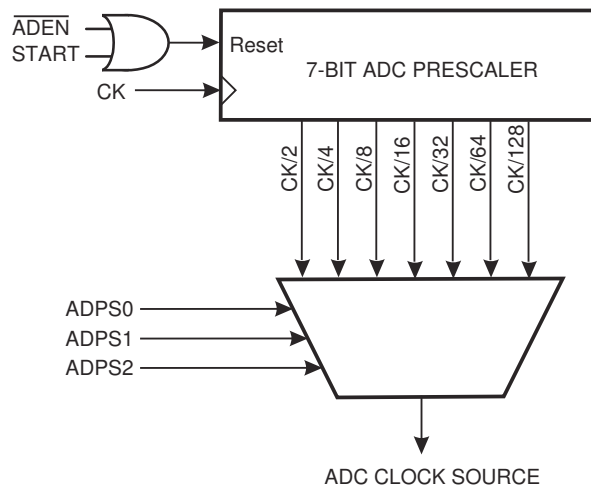 ADEN
START
Reset
7-BIT ADC PRESCALER
CK
CK/2
CK/4
CK/8
CK/16
CK/32
CK/64
CK/128
ADPS0
ADPS1
ADPS2
ADC CLOCK SOURCE